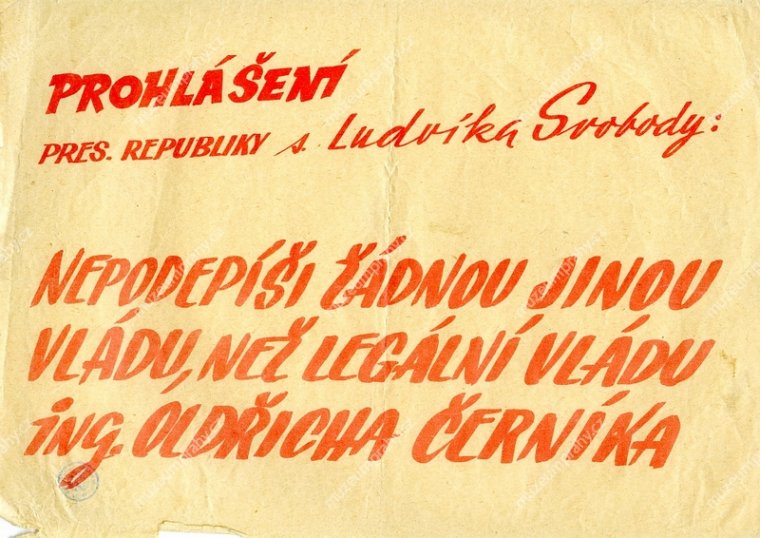 PROHLÁŠENÍ
PRES. REPUBLIKY s. Ludvíka Svobody:
NEPODEPÍŠI ŽÁDNOU JINOU
VLÁDU, NEŽ LEGÁLNÍ VLÁDU
ing. OLDŘICHA ČERNÍKA